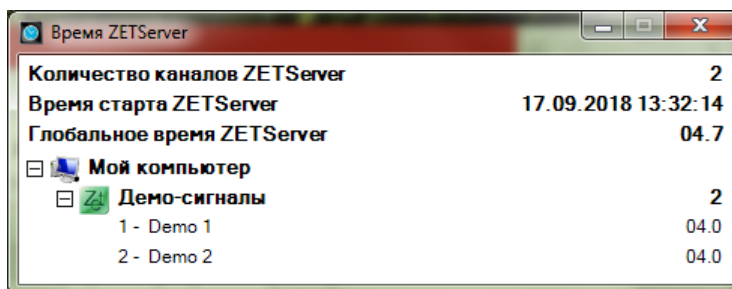 Время ZETServer
Количество каналов ZETServer 2
Время старта ZETServer 17.09.2018 13:32:14
Глобальное время ZETServer 04.7
Мой компьютер
Демо-сигналы 2
1 - Demo 1 04.0
2 - Demo 2 04.0